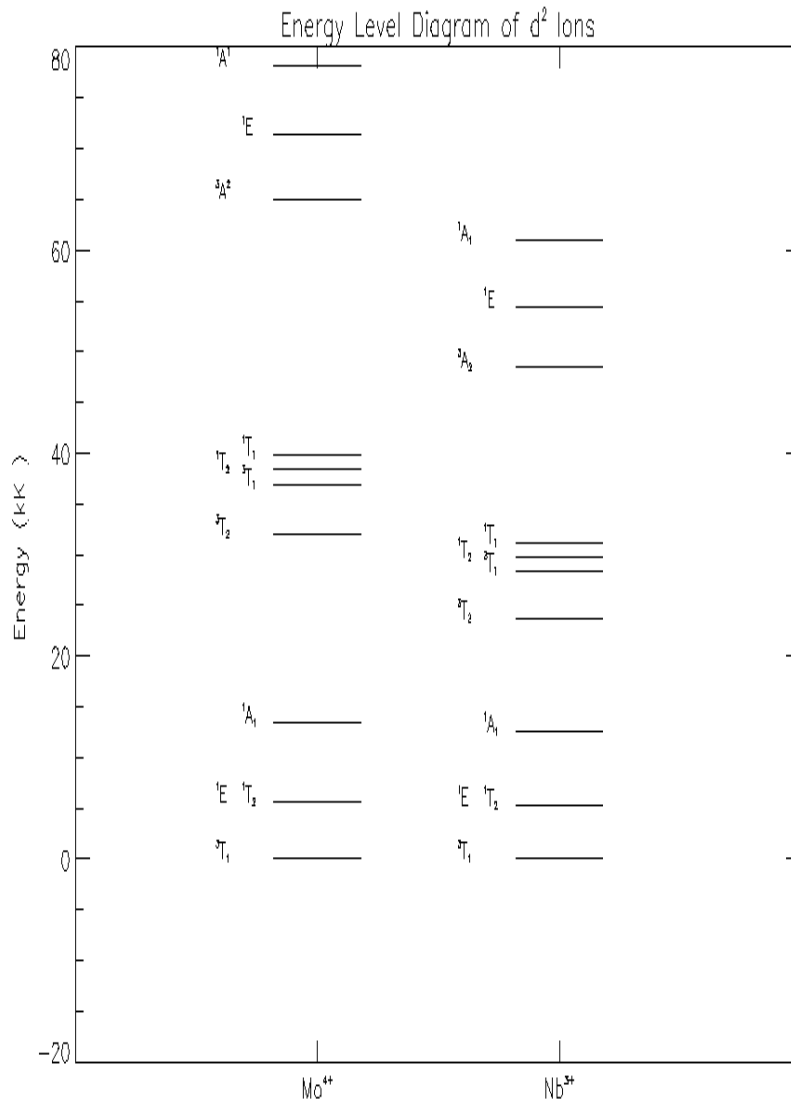 Energy Level Diagram of d² Ions
80
60
40
20
0
−20
Energy (kK )
¹A¹
¹E
³A²
¹T₁
¹T₂ ³T₁
³T₂
¹A₁
¹E ¹T₂
³T₁
¹A₁
¹E
³A₂
¹T₁
¹T₂ ³T₁
³T₂
¹A₁
¹E ¹T₂
³T₁
Mo⁴⁺
Nb³⁺